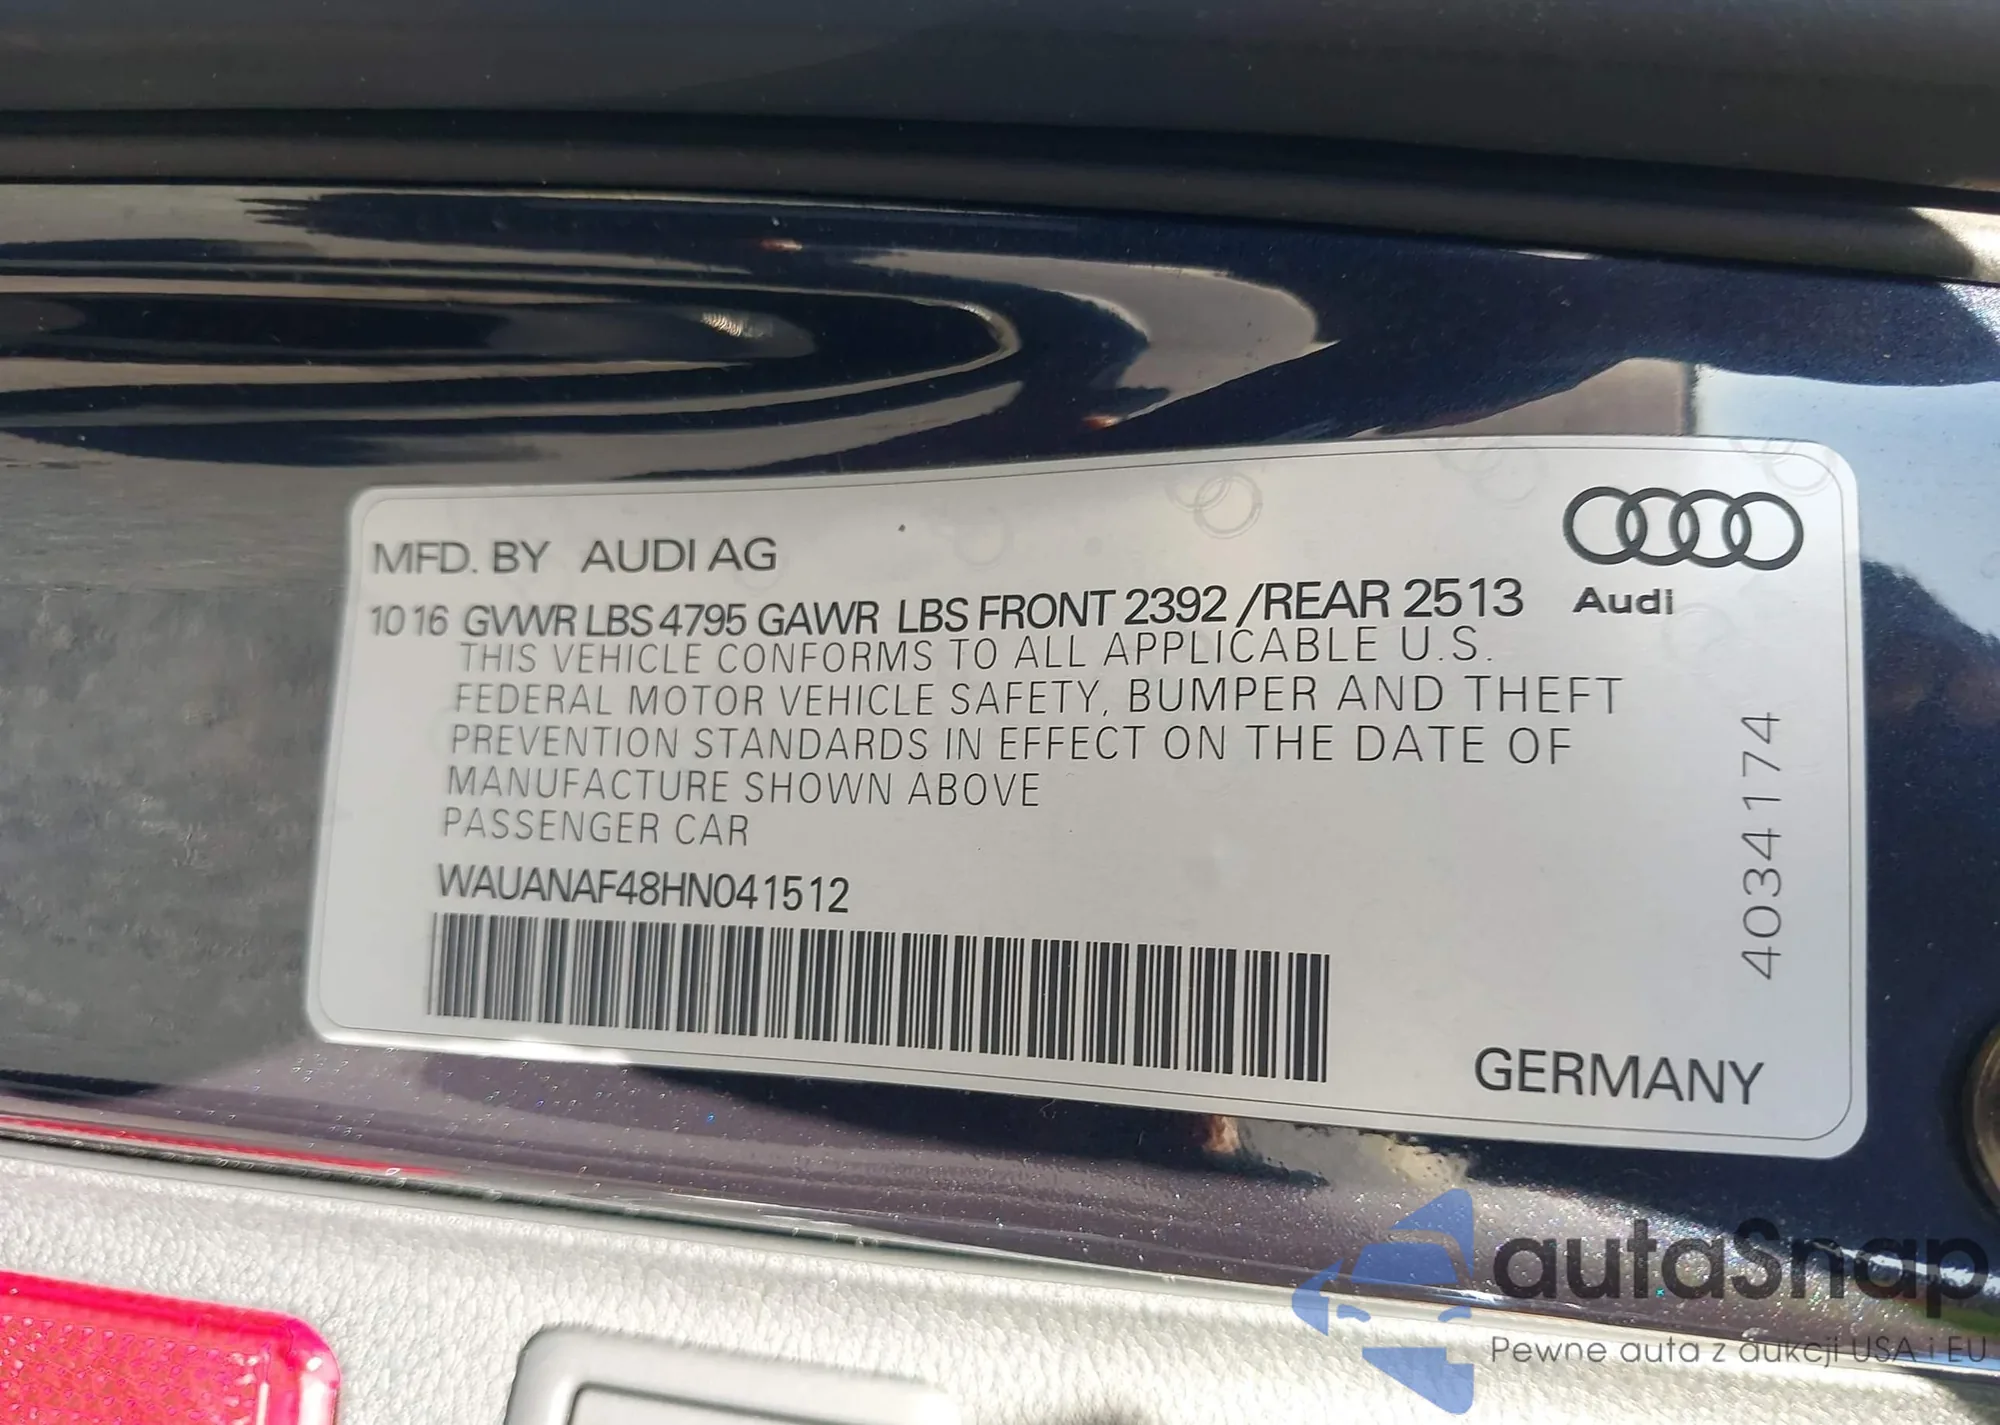 MFD. BY AUDI AG
10 16 GVWR LBS 4795 GAWR LBS FRONT 2392 /REAR 2513
Audi
THIS VEHICLE CONFORMS TO ALL APPLICABLE U.S.
FEDERAL MOTOR VEHICLE SAFETY, BUMPER AND THEFT
PREVENTION STANDARDS IN EFFECT ON THE DATE OF
MANUFACTURE SHOWN ABOVE
PASSENGER CAR
WAUANAF48HN041512
40341174
GERMANY
autaSnap
Pewne auta z aukcji USA i EU